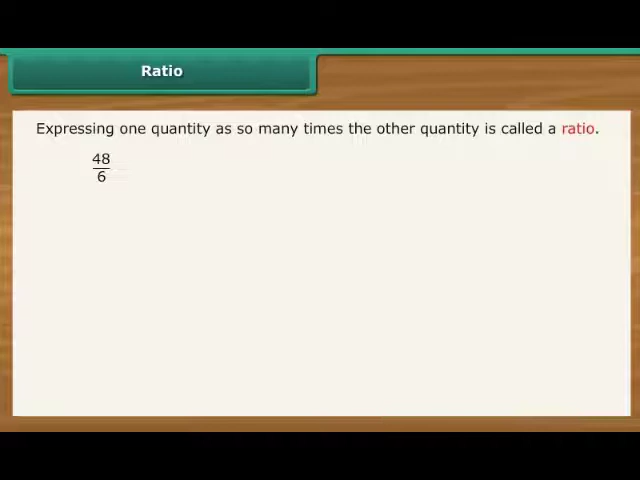 Ratio
Expressing one quantity as so many times the other quantity is called a ratio.
48
6